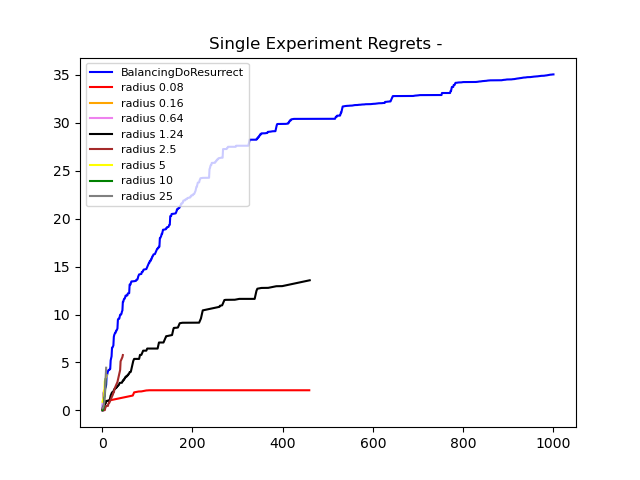 Single Experiment Regrets -
BalancingDoResurrect
radius 0.08
radius 0.16
radius 0.64
radius 1.24
radius 2.5
radius 5
radius 10
radius 25
35
30
25
20
15
10
5
0
0 200 400 600 800 1000